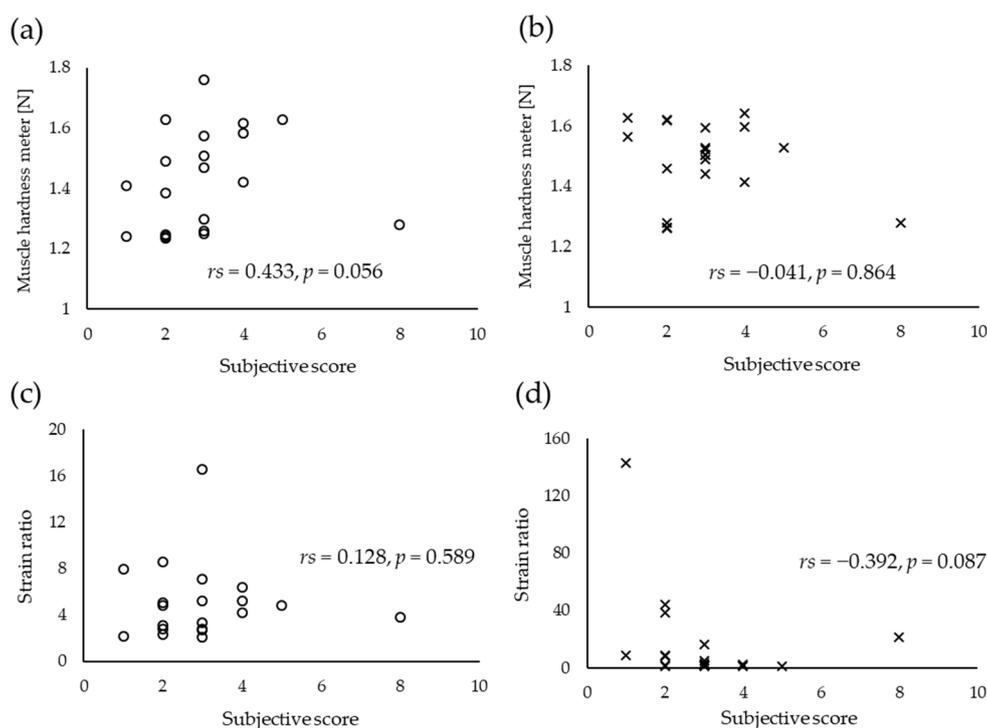 (a)
Muscle hardness meter [N]
1.8
1.6
1.4
1.2
1
rs = 0.433, p = 0.056
0 2 4 6 8 10
Subjective score
(b)
Muscle hardness meter [N]
1.8
1.6
1.4
1.2
1
rs = −0.041, p = 0.864
0 2 4 6 8 10
Subjective score
(c)
Strain ratio
20
16
12
8
4
0
rs = 0.128, p = 0.589
0 2 4 6 8 10
Subjective score
(d)
Strain ratio
160
120
80
40
0
rs = −0.392, p = 0.087
0 2 4 6 8 10
Subjective score